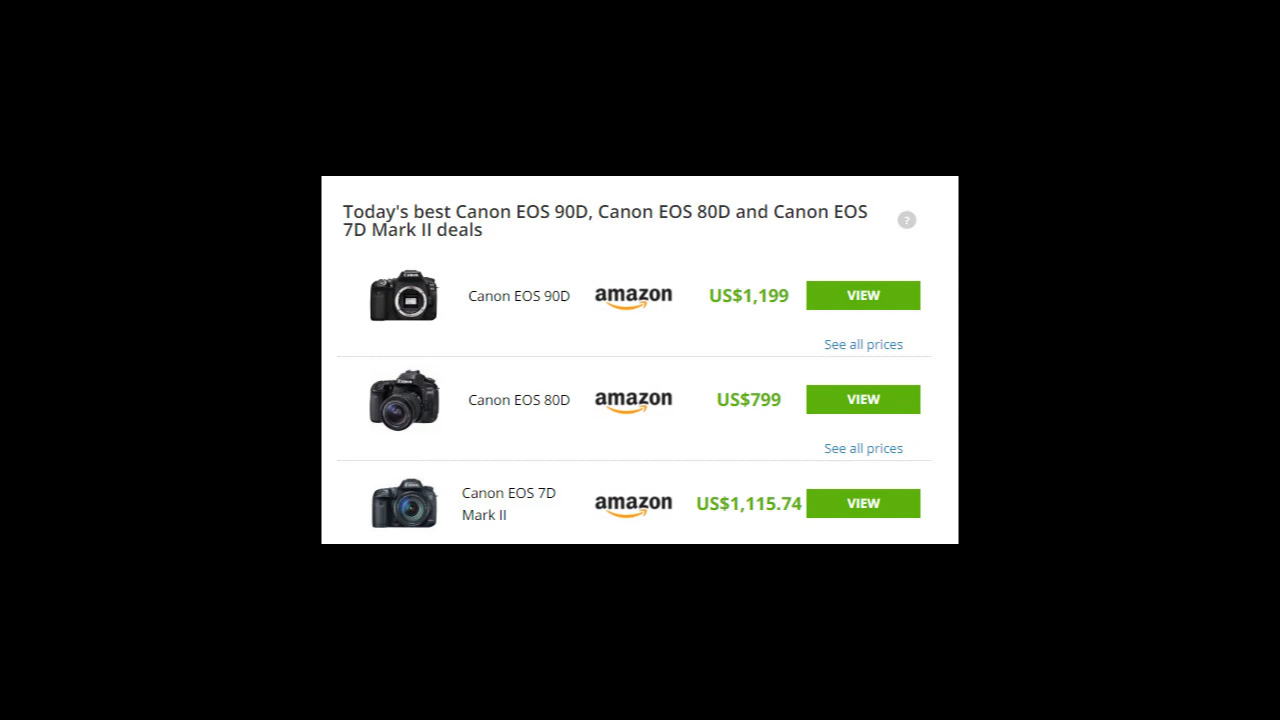 Today's best Canon EOS 90D, Canon EOS 80D and Canon EOS
7D Mark II deals
?
Canon EOS 90D amazon US$1,199 VIEW
See all prices
Canon EOS 80D amazon US$799 VIEW
See all prices
Canon EOS 7D
Mark II
amazon US$1,115.74 VIEW